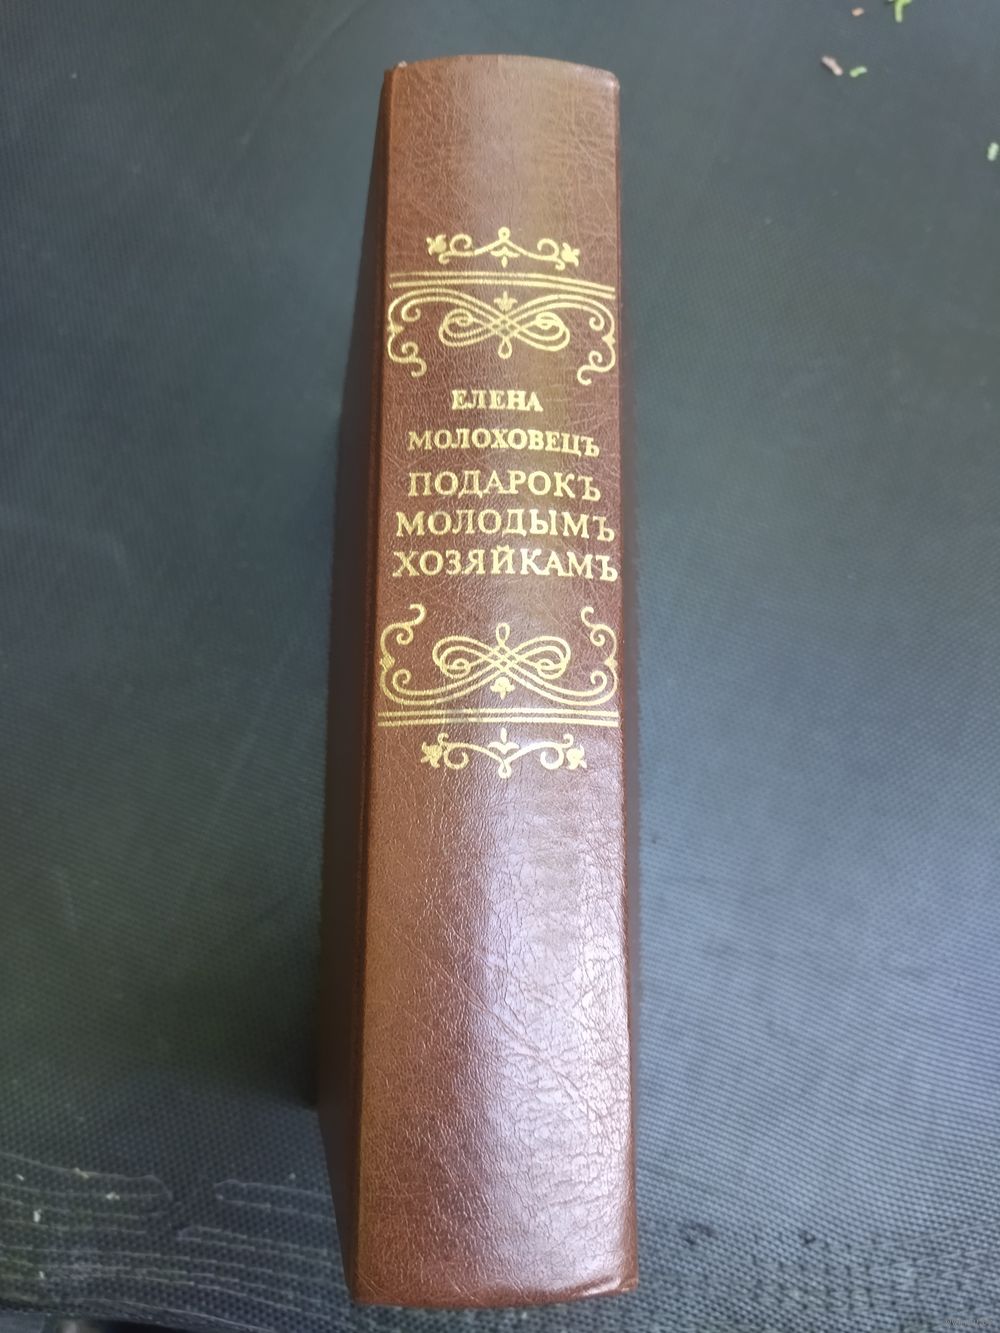 ЕЛЕНА
МОЛОХОВЕЦЪ
ПОДАРОКЪ
МОЛОДЫМЪ
ХОЗЯЙКАМЪ